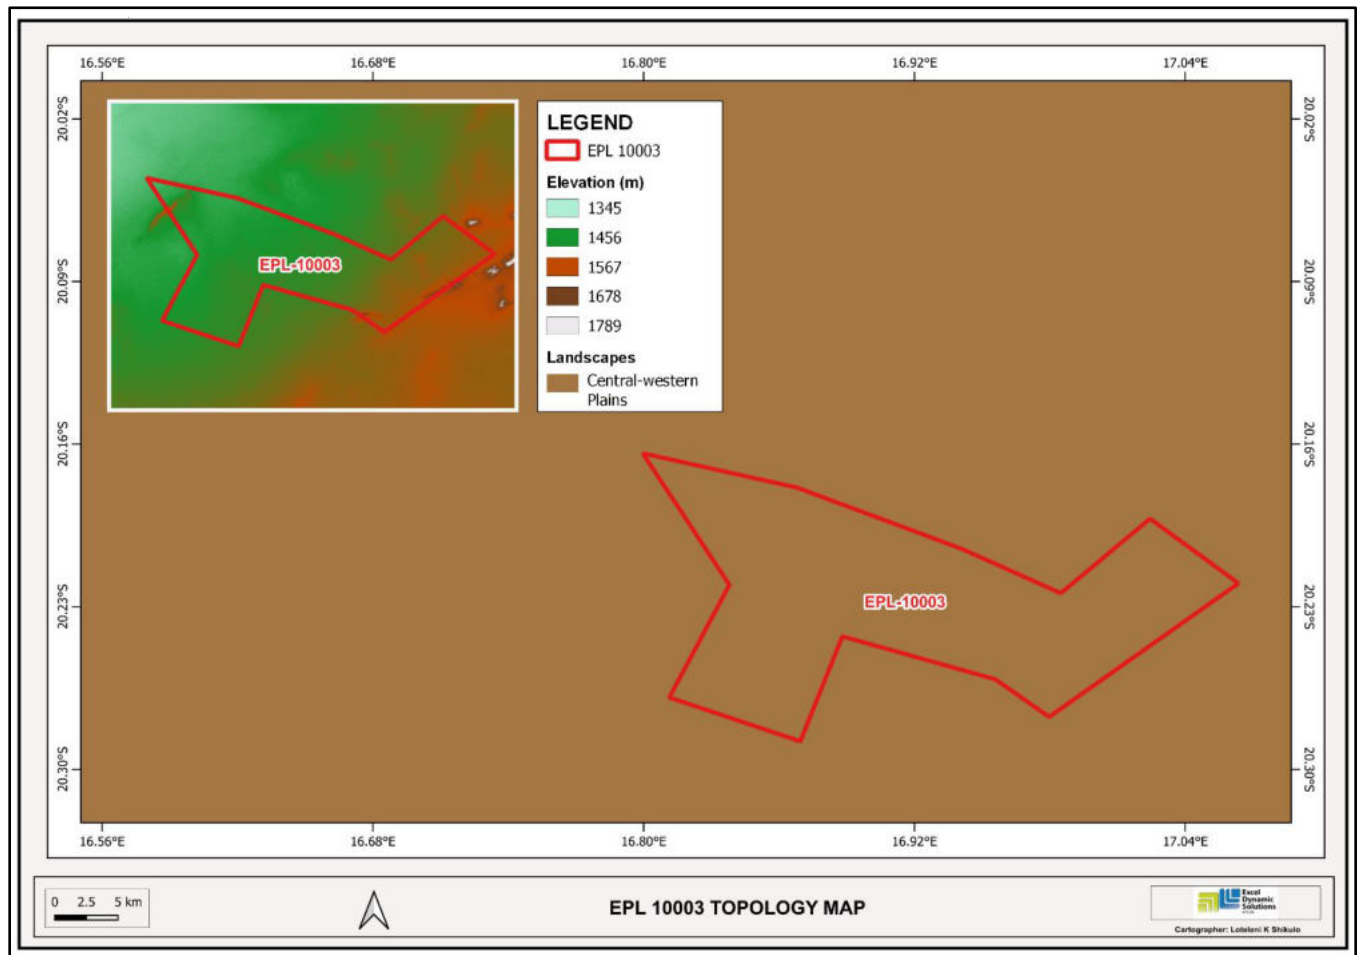 16.56°E 16.68°E 16.80°E 16.92°E 17.04°E
20.02°S 20.02°S
LEGEND
EPL 10003
Elevation (m)
1345
1456
1567
1678
1789
Landscapes
Central-western
Plains
EPL-10003
20.09°S 20.09°S
20.16°S 20.16°S
EPL-10003
20.23°S 20.23°S
20.30°S 20.30°S
16.56°E 16.68°E 16.80°E 16.92°E 17.04°E
0 2.5 5 km
EPL 10003 TOPOLOGY MAP
Excel
Dynamic
Solutions
Cartographer: Loteleni K Shikulo